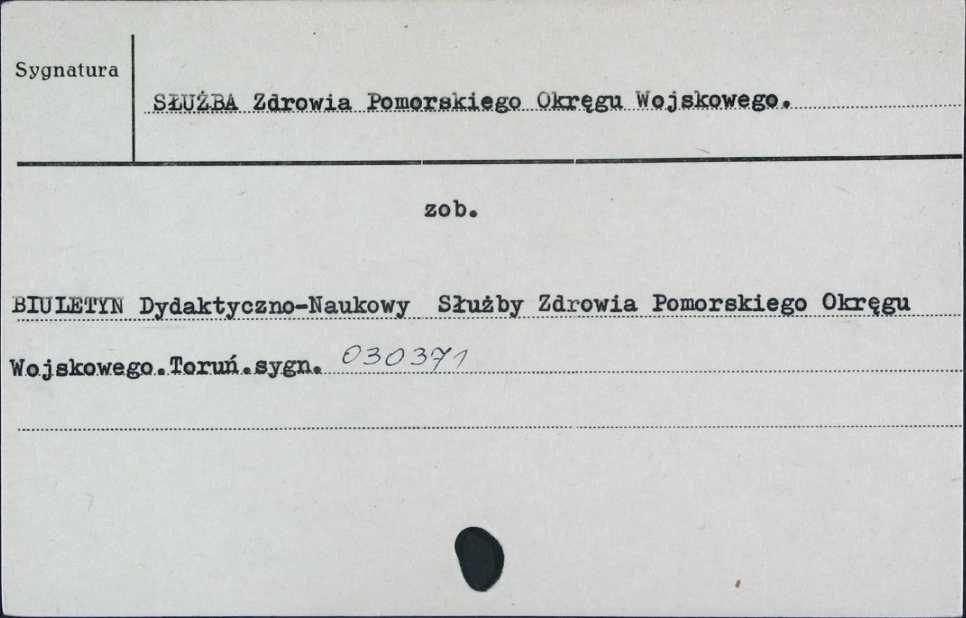 Sygnatura
SŁUŻBA Zdrowia Pomorskiego Okręgu Wojskowego.
zob.
BIULETYN Dydaktyczno-Naukowy Służby Zdrowia Pomorskiego Okręgu
Wojskowego.Toruń.sygn. 030371